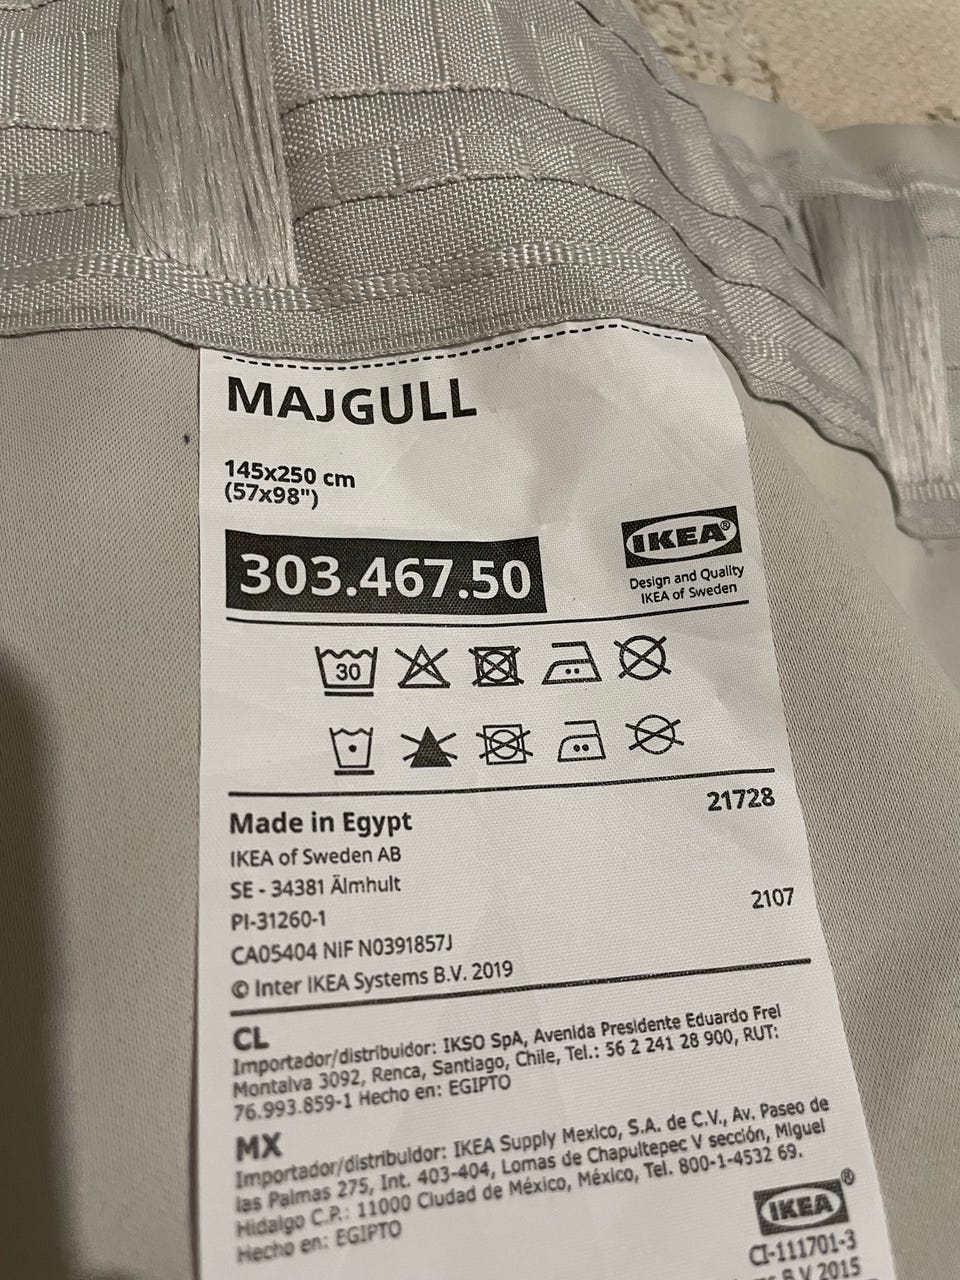 MAJGULL
145x250 cm
(57x98")
303.467.50
IKEA®
Design and Quality
IKEA of Sweden
30
Made in Egypt
21728
IKEA of Sweden AB
SE - 34381 Älmhult
PI-31260-1
2107
CA05404 NIF N0391857J
© Inter IKEA Systems B.V. 2019
CL
Importador/distribuidor: IKSO SpA, Avenida Presidente Eduardo Frei
Montalva 3092, Renca, Santiago, Chile, Tel.: 56 2 241 28 900, RUT:
76.993.859-1 Hecho en: EGIPTO
MX
Importador/distribuidor: IKEA Supply Mexico, S.A. de C.V., Av. Paseo de
las Palmas 275, Int. 403-404, Lomas de Chapultepec V sección, Miguel
Hidalgo C.P.: 11000 Ciudad de México, México, Tel. 800-1-4532 69.
Hecho en: EGIPTO
IKEA®
CI-111701-3
B.V 2015